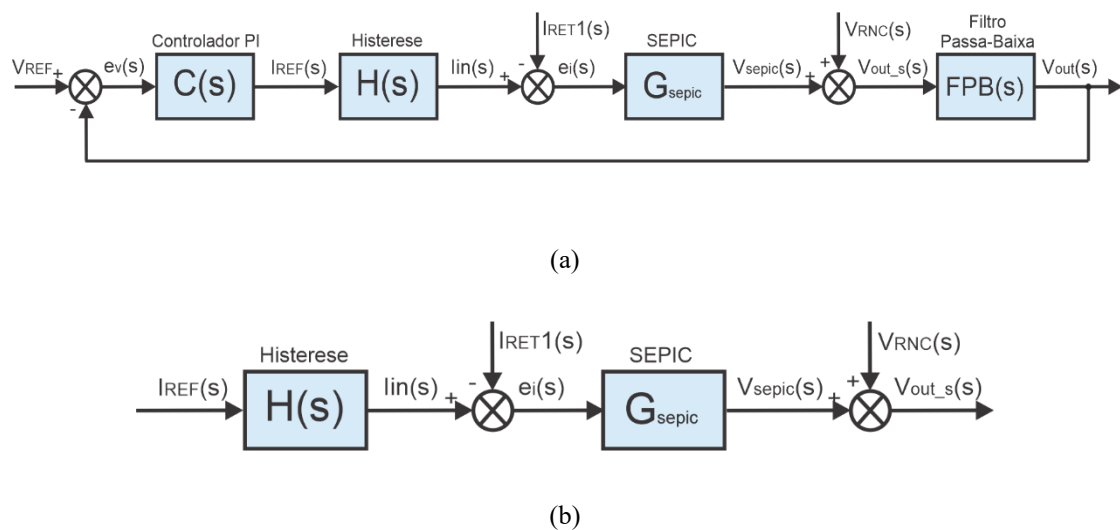 Controlador PI
Histerese
IRET1(s)
SEPIC
VRNC(s)
Filtro
Passa-Baixa
VREF
+
-
ev(s)
C(s)
IREF(s)
H(s)
Iin(s)
+
-
ei(s)
Gsepic
Vsepic(s)
+
+
Vout_s(s)
FPB(s)
Vout(s)
(a)
Histerese
IRET1(s)
SEPIC
VRNC(s)
IREF(s)
H(s)
Iin(s)
+
-
ei(s)
Gsepic
Vsepic(s)
+
+
Vout_s(s)
(b)